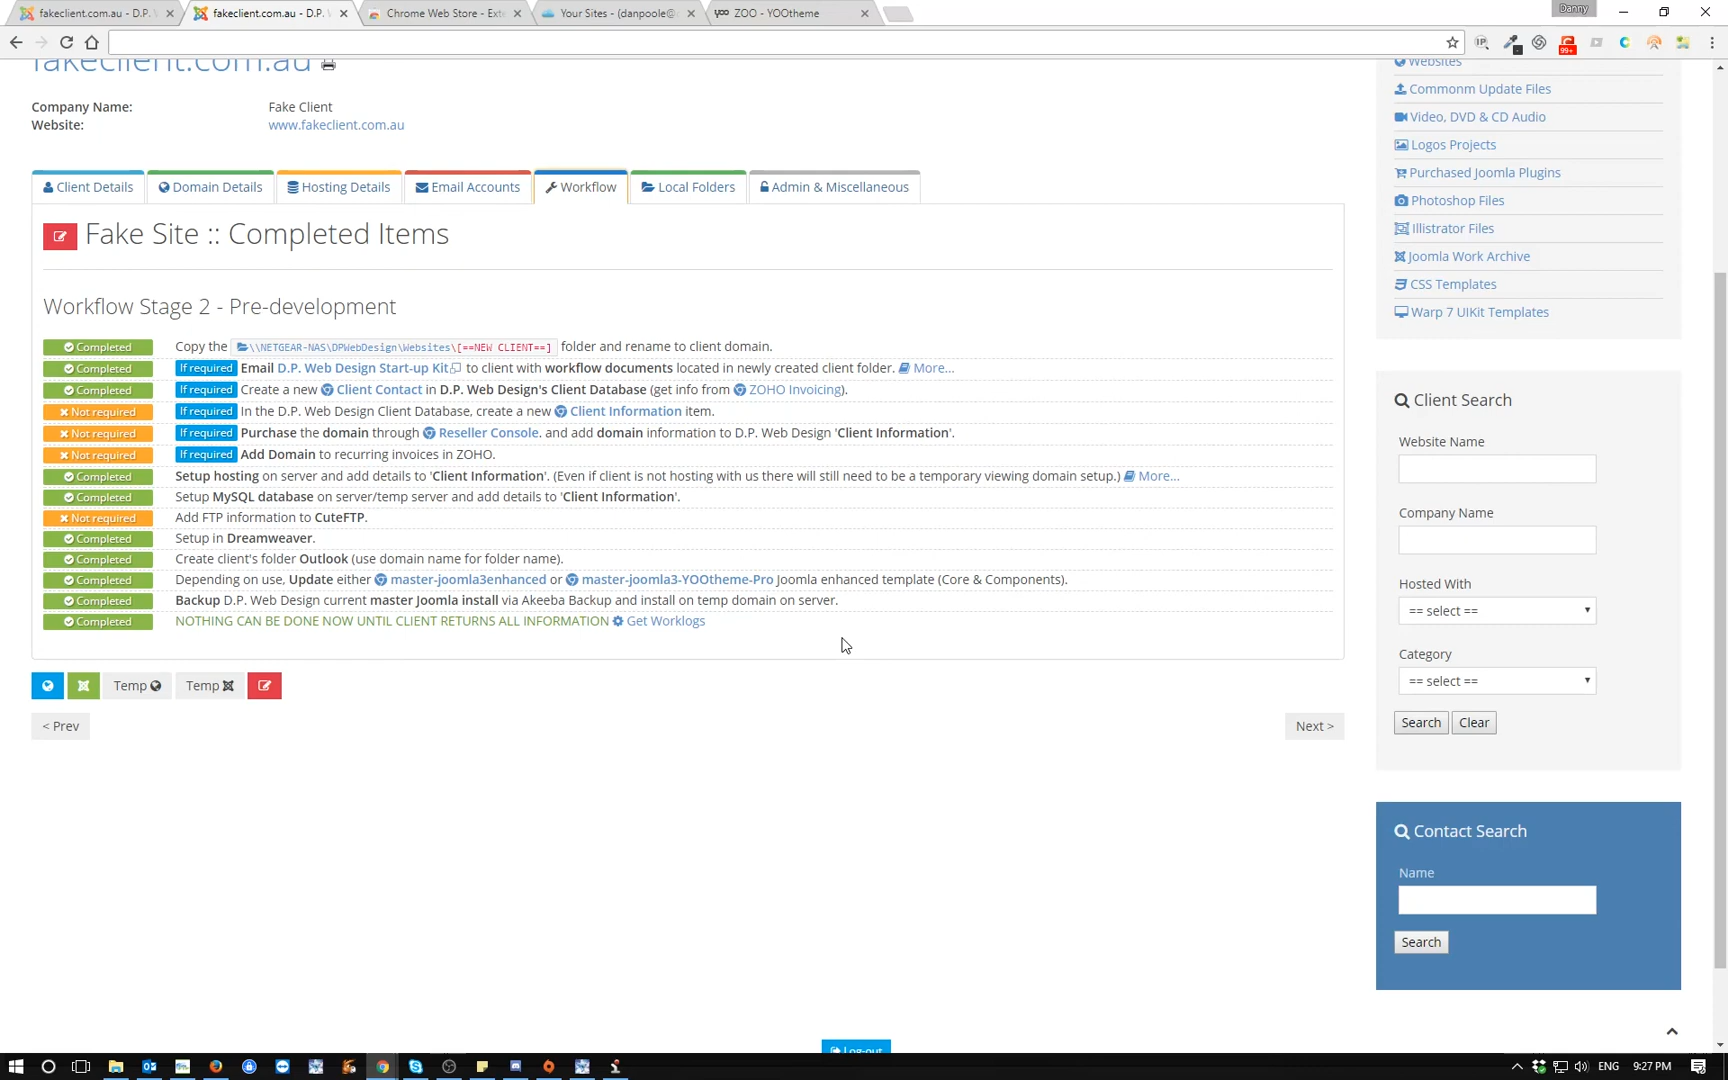 fakeclient.com.au - D.P. W
fakeclient.com.au - D.P. W
Chrome Web Store - Exte
Your Sites - (danpoole@
yoo ZOO - YOOtheme
Danny
fakeclient.com.au
Company Name: Fake Client
Website: www.fakeclient.com.au
Client Details
Domain Details
Hosting Details
Email Accounts
Workflow
Local Folders
Admin & Miscellaneous
Fake Site :: Completed Items
Workflow Stage 2 - Pre-development
Completed Copy the \\NETGEAR-NAS\DPWebDesign\Websites\[==NEW CLIENT==] folder and rename to client domain.
Completed If required Email D.P. Web Design Start-up Kit to client with workflow documents located in newly created client folder. More...
Completed If required Create a new Client Contact in D.P. Web Design's Client Database (get info from ZOHO Invoicing).
Not required If required In the D.P. Web Design Client Database, create a new Client Information item.
Not required If required Purchase the domain through Reseller Console. and add domain information to D.P. Web Design 'Client Information'.
Not required If required Add Domain to recurring invoices in ZOHO.
Completed Setup hosting on server and add details to 'Client Information'. (Even if client is not hosting with us there will still need to be a temporary viewing domain setup.) More...
Completed Setup MySQL database on server/temp server and add details to 'Client Information'.
Not required Add FTP information to CuteFTP.
Completed Setup in Dreamweaver.
Completed Create client's folder Outlook (use domain name for folder name).
Completed Depending on use, Update either master-joomla3enhanced or master-joomla3-YOOtheme-Pro Joomla enhanced template (Core & Components).
Completed Backup D.P. Web Design current master Joomla install via Akeeba Backup and install on temp domain on server.
Completed NOTHING CAN BE DONE NOW UNTIL CLIENT RETURNS ALL INFORMATION Get Worklogs
Temp
Temp
< Prev
Next >
Websites
Commonm Update Files
Video, DVD & CD Audio
Logos Projects
Purchased Joomla Plugins
Photoshop Files
Illistrator Files
Joomla Work Archive
CSS Templates
Warp 7 UIKit Templates
Client Search
Website Name
Company Name
Hosted With
== select ==
Category
== select ==
Search
Clear
Contact Search
Name
Search
Log-out
IP
99+
ENG
9:27 PM